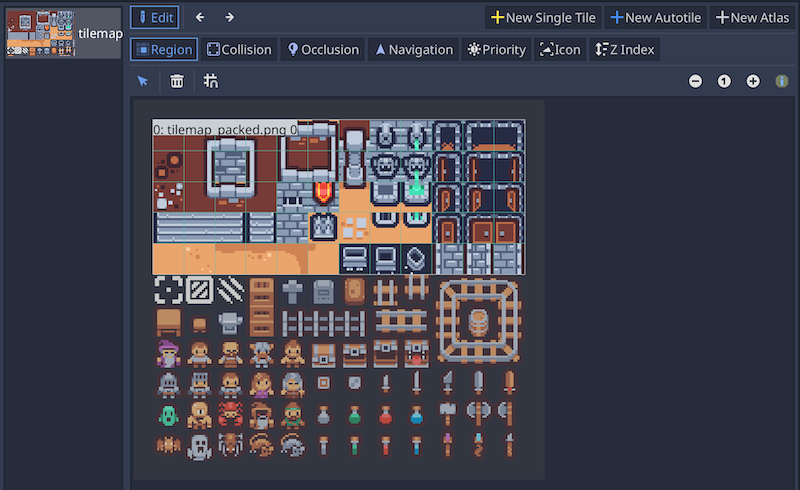 tilemap
Edit
New Single Tile
New Autotile
New Atlas
Region
Collision
Occlusion
Navigation
Priority
Icon
Z Index
1
0: tilemap_packed.png 0